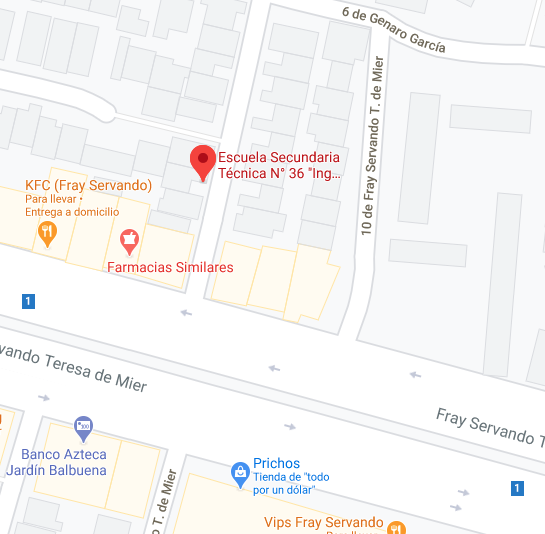 6 de Genaro García
10 de Fray Servando T. de Mier
Escuela Secundaria
Técnica N° 36 "Ing...
KFC (Fray Servando)
Para llevar •
Entrega a domicilio
Farmacias Similares
1
vando Teresa de Mier
Fray Servando T
Banco Azteca
Jardín Balbuena
o T. de Mier
Prichos
Tienda de "todo
por un dólar"
1
Vips Fray Servando